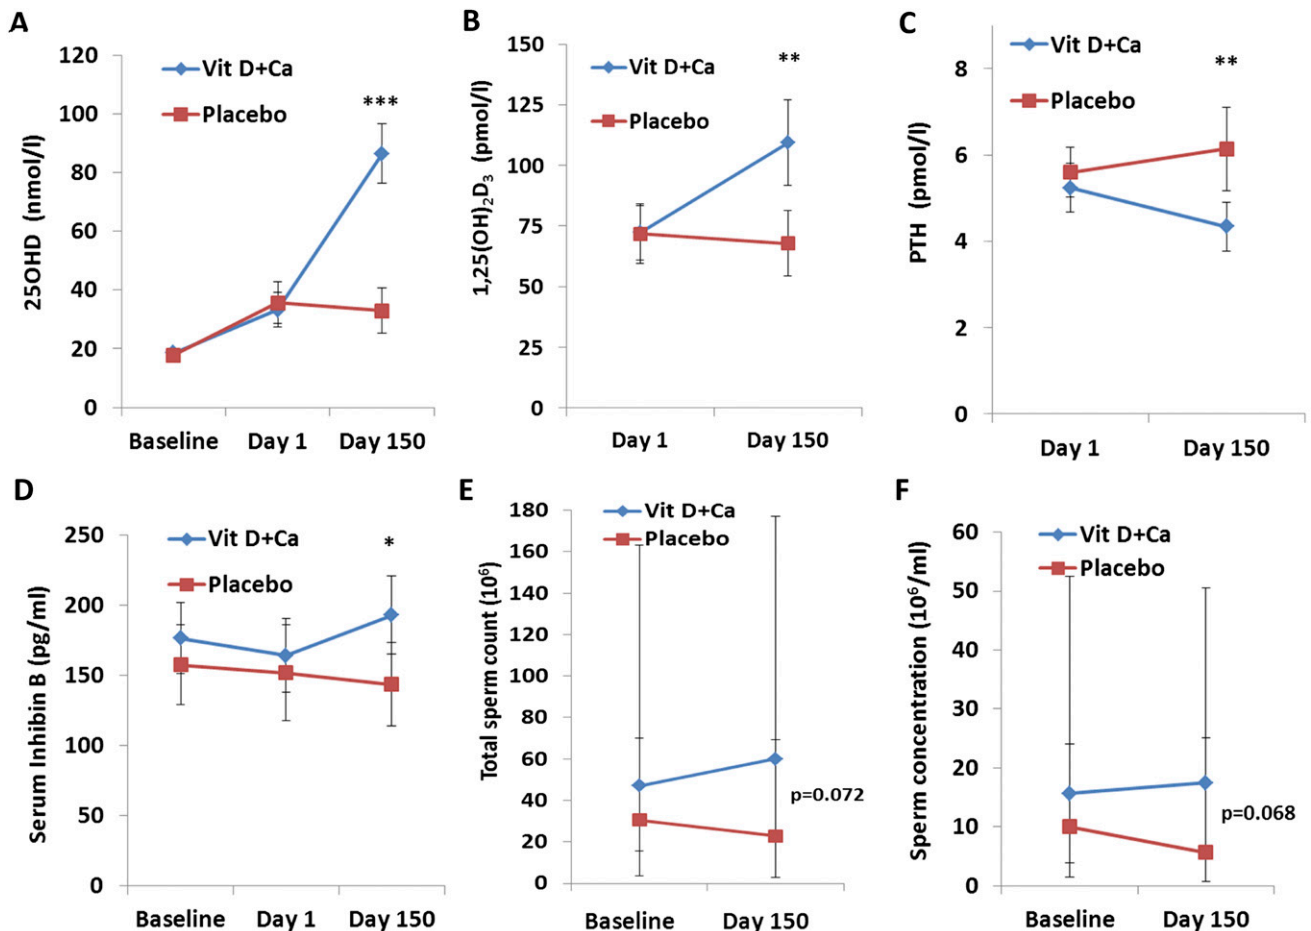 A
120
100
80
60
40
20
0
25OHD (nmol/l)
Vit D+Ca
Placebo
***
Baseline Day 1 Day 150
B
150
125
100
75
50
25
0
1,25(OH)₂D₃ (pmol/l)
Vit D+Ca
Placebo
**
Day 1 Day 150
C
8
6
4
2
0
PTH (pmol/l)
Vit D+Ca
Placebo
**
Day 1 Day 150
D
250
200
150
100
50
0
Serum Inhibin B (pg/ml)
Vit D+Ca
Placebo
*
Baseline Day 1 Day 150
E
180
160
140
120
100
80
60
40
20
0
Total sperm count (10⁶)
Vit D+Ca
Placebo
p=0.072
Baseline Day 150
F
60
50
40
30
20
10
0
Sperm concentration (10⁶/ml)
Vit D+Ca
Placebo
p=0.068
Baseline Day 150